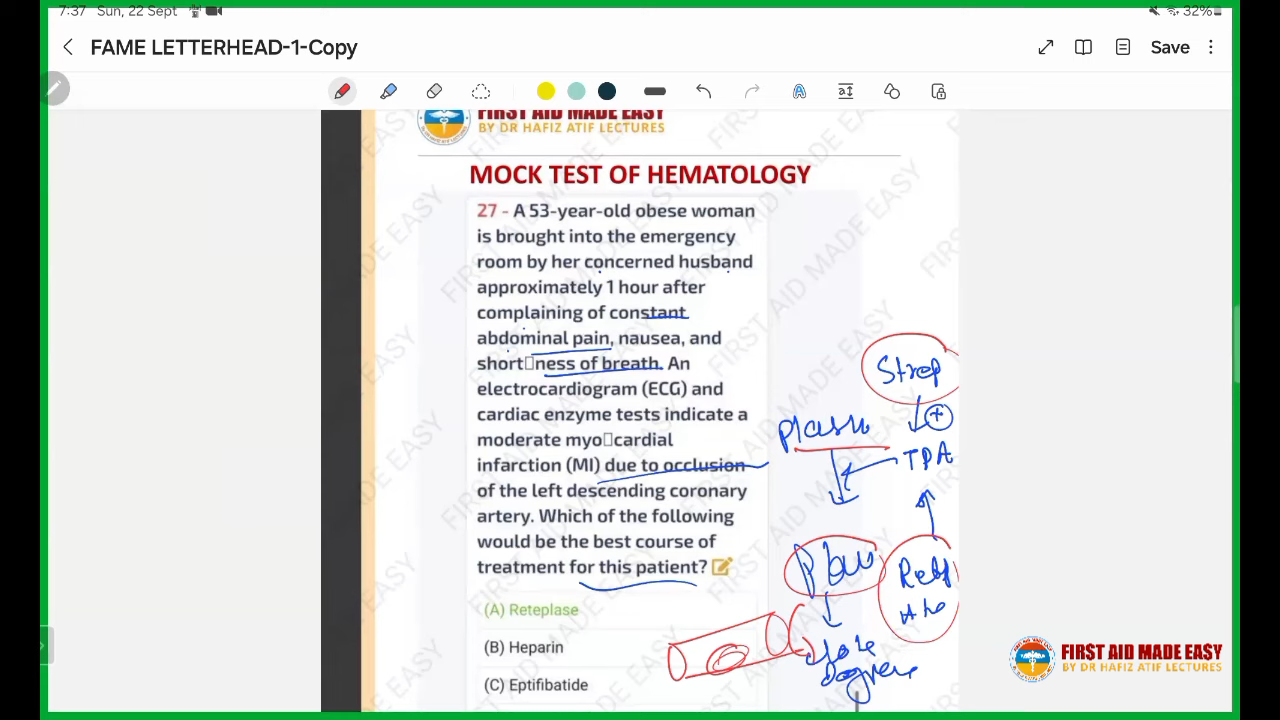 7:37 Sun, 22 Sept
32%
FAME LETTERHEAD-1-Copy
Save
FIRST AID MADE EASY
BY DR HAFIZ ATIF LECTURES
MOCK TEST OF HEMATOLOGY
27 - A 53-year-old obese woman
is brought into the emergency
room by her concerned husband
approximately 1 hour after
complaining of constant
abdominal pain, nausea, and
short□ness of breath. An
electrocardiogram (ECG) and
cardiac enzyme tests indicate a
moderate myo□cardial
infarction (MI) due to occlusion
of the left descending coronary
artery. Which of the following
would be the best course of
treatment for this patient?
(A) Reteplase
(B) Heparin
(C) Eptifibatide
Strep
+
TPA
FIRST AID MADE EASY
BY DR HAFIZ ATIF LECTURES